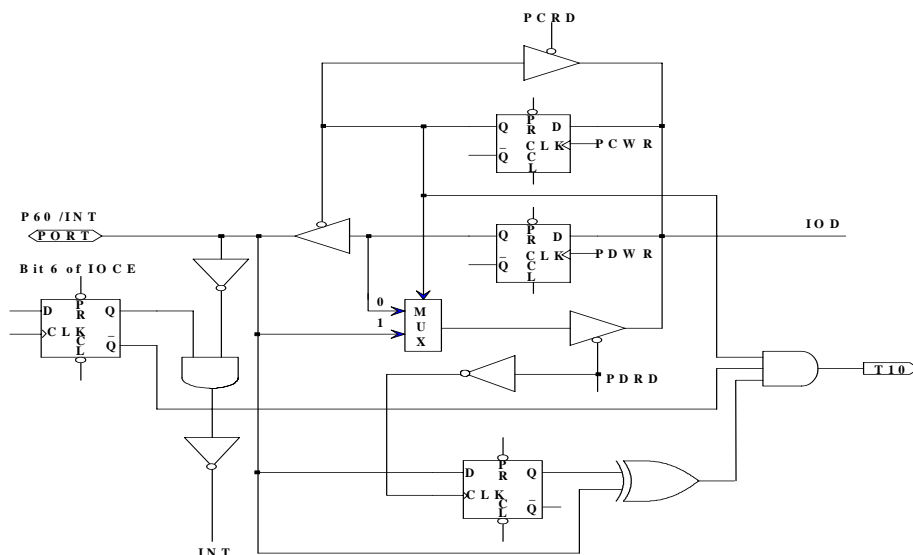 PCRD
Q PR D
CLK PCWR
Q̅ CL
P60 /INT
PORT
IOD
Q PR D
CLK PDWR
Q̅ CL
Bit 6 of IOCE
D PR Q
CLK
CL Q̅
0
1
MUX
PDRD
T10
D PR Q
CLK
CL Q̅
INT